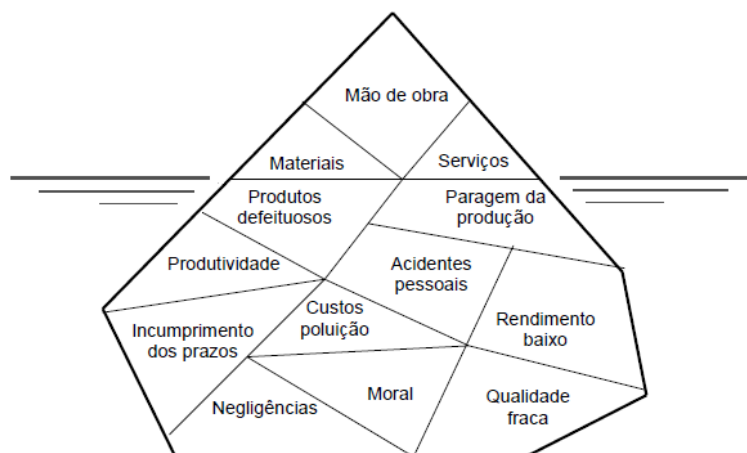 Mão de obra
Materiais
Serviços
Produtos
defeituosos
Paragem da
produção
Produtividade
Acidentes
pessoais
Custos
poluição
Incumprimento
dos prazos
Rendimento
baixo
Negligências
Moral
Qualidade
fraca